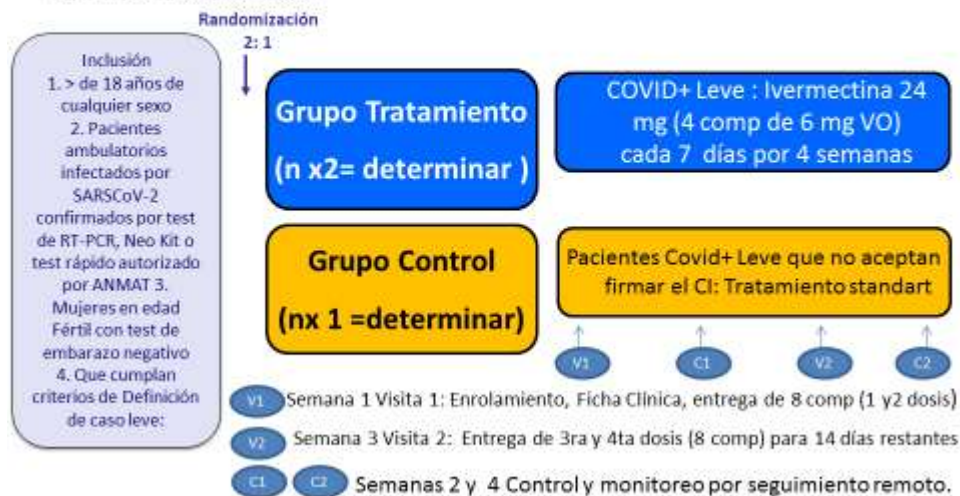 Randomización
2: 1
Inclusión
1. > de 18 años de
cualquier sexo
2. Pacientes
ambulatorios
infectados por
SARSCoV-2
confirmados por test
de RT-PCR, Neo Kit o
test rápido autorizado
por ANMAT 3.
Mujeres en edad
Fértil con test de
embarazo negativo
4. Que cumplan
criterios de Definición
de caso leve:
Grupo Tratamiento
(n x2= determinar )
COVID+ Leve : Ivermectina 24
mg (4 comp de 6 mg VO)
cada 7 días por 4 semanas
Grupo Control
(nx 1 =determinar)
Pacientes Covid+ Leve que no aceptan
firmar el CI: Tratamiento standart
V1 C1 V2 C2
V1 Semana 1 Visita 1: Enrolamiento, Ficha Clínica, entrega de 8 comp (1 y2 dosis)
V2 Semana 3 Visita 2: Entrega de 3ra y 4ta dosis (8 comp) para 14 días restantes
C1 C2 Semanas 2 y 4 Control y monitoreo por seguimiento remoto.